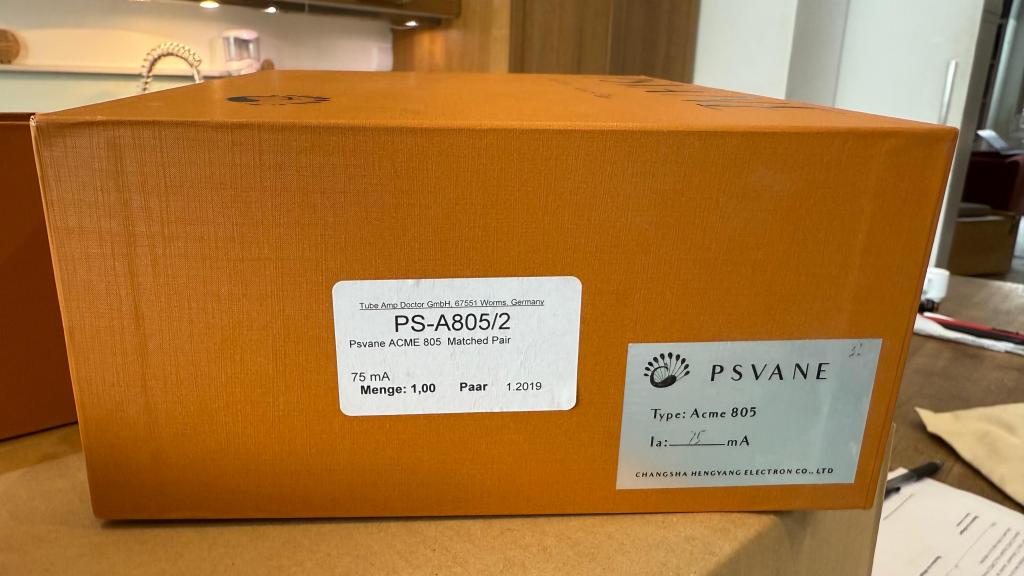 Tube Amp Doctor GmbH, 67551 Worms, Germany
PS-A805/2
Psvane ACME 805 Matched Pair
75 mA
Menge: 1,00 Paar 1.2019
PSVANE
Type: Acme 805
Ia: 75 mA
CHANGSHA HENGYANG ELECTRON CO., LTD